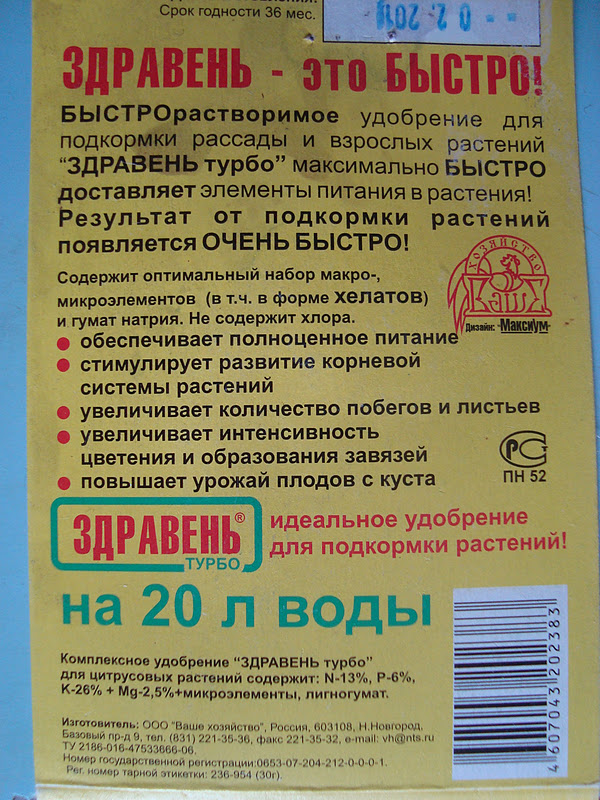 Срок годности 36 мес.
ЗДРАВЕНЬ - это БЫСТРО!
БЫСТРОрастворимое удобрение для
подкормки рассады и взрослых растений
“ЗДРАВЕНЬ турбо” максимально БЫСТРО
доставляет элементы питания в растения!
Результат от подкормки растений
появляется ОЧЕНЬ БЫСТРО!
Содержит оптимальный набор макро-,
микроэлементов (в т.ч. в форме хелатов)
и гумат натрия. Не содержит хлора.
ХОЗЯЙСТВО
ВАШЕ
Дизайн: МаксиУм
обеспечивает полноценное питание
стимулирует развитие корневой
системы растений
увеличивает количество побегов и листьев
увеличивает интенсивность
цветения и образования завязей
повышает урожай плодов с куста
РС
ПН 52
ЗДРАВЕНЬ®
ТУРБО
идеальное удобрение
для подкормки растений!
на 20 л воды
Комплексное удобрение “ЗДРАВЕНЬ турбо”
для цитрусовых растений содержит: N-13%, P-6%,
K-26% + Mg-2,5%+микроэлементы, лигногумат.
Изготовитель: ООО "Ваше хозяйство", Россия, 603108, Н.Новгород,
Базовый пр-д 9, тел. (831) 221-35-36, факс 221-35-32, e-mail: vh@nts.ru
ТУ 2186-016-47533666-06.
Номер государственной регистрации:0653-07-204-212-0-0-0-1.
Рег. номер тарной этикетки: 236-954 (30г).
4607043202383